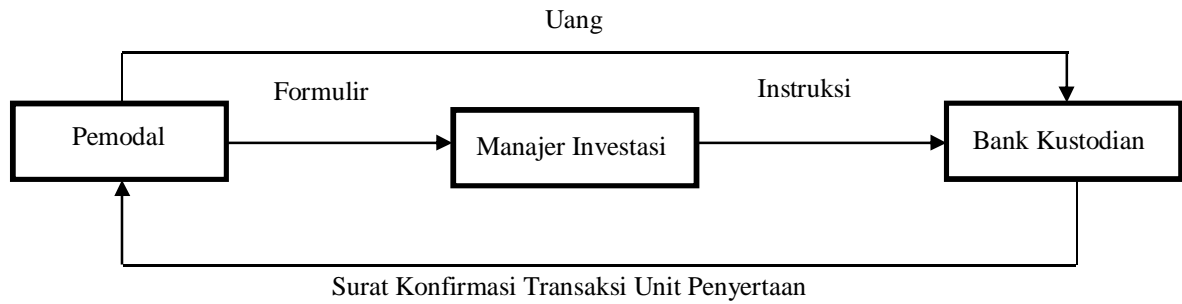 Uang
Formulir
Instruksi
Pemodal
Manajer Investasi
Bank Kustodian
Surat Konfirmasi Transaksi Unit Penyertaan